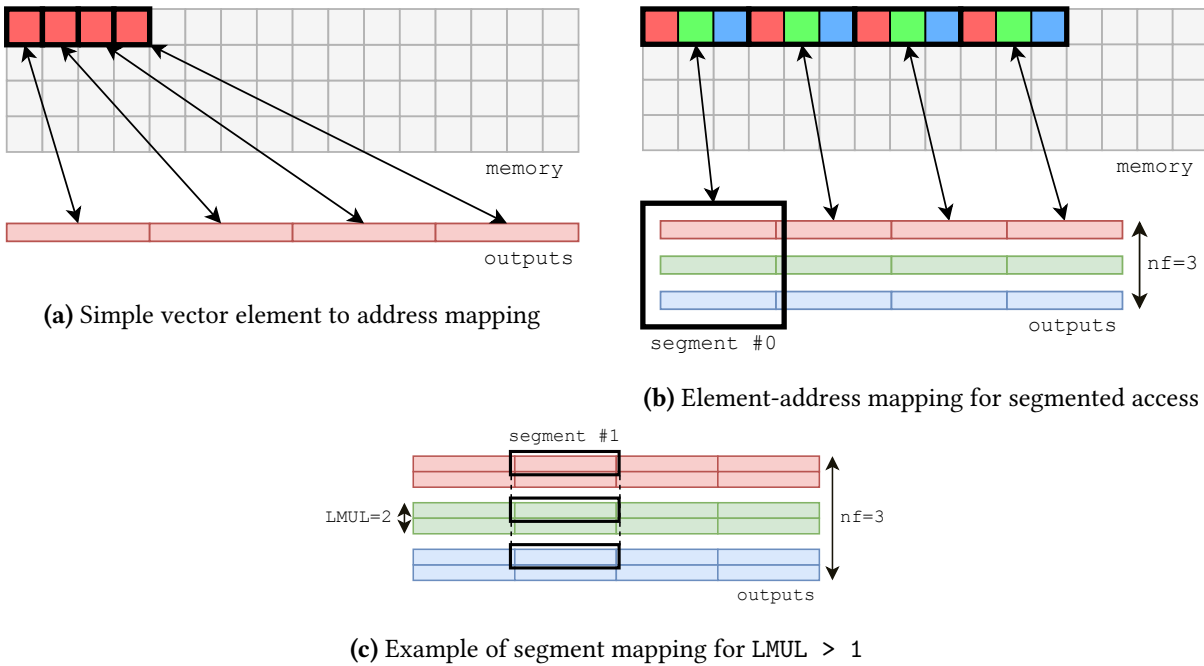 memory
outputs
(a) Simple vector element to address mapping
memory
nf=3
outputs
segment #0
(b) Element-address mapping for segmented access
segment #1
LMUL=2
nf=3
outputs
(c) Example of segment mapping for LMUL > 1